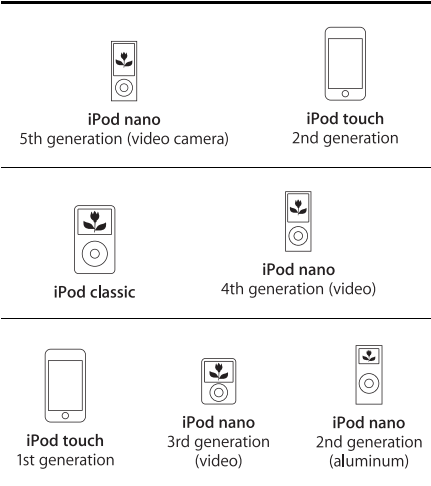 iPod nano
5th generation (video camera)
iPod touch
2nd generation
iPod classic
iPod nano
4th generation (video)
iPod touch
1st generation
iPod nano
3rd generation
(video)
iPod nano
2nd generation
(aluminum)